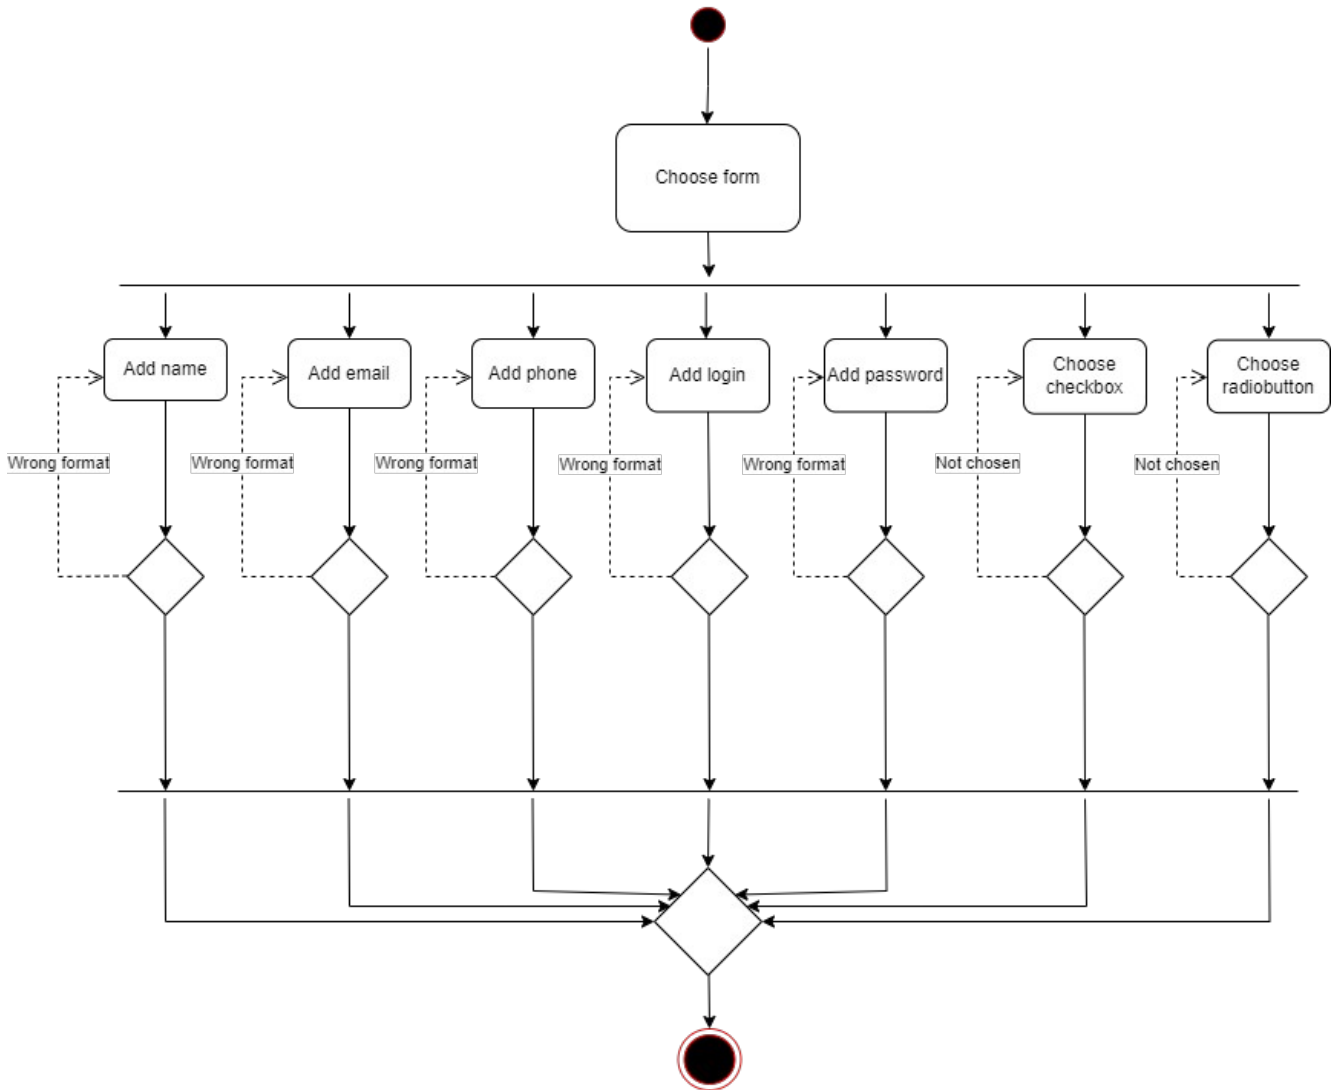 Choose form
Add name
Add email
Add phone
Add login
Add password
Choose
checkbox
Choose
radiobutton
Wrong format
Wrong format
Wrong format
Wrong format
Wrong format
Not chosen
Not chosen